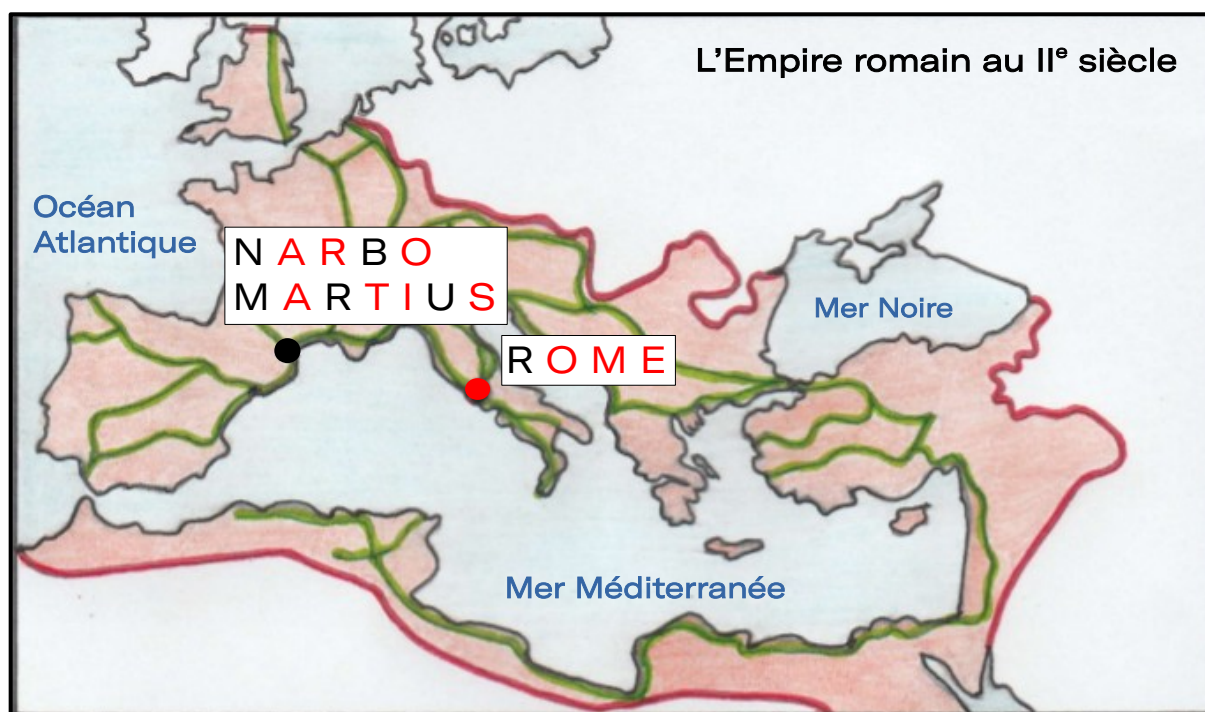 L'Empire romain au IIᵉ siècle
Océan
Atlantique
NARBO
MARTIUS
Mer Noire
ROME
Mer Méditerranée